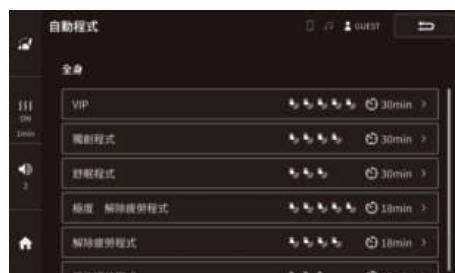 自動程式
GUEST
全身
ON
1min
VIP
30min
獨創程式
30min
舒眠程式
30min
2
極度 解除疲勞程式
18min
解除疲勞程式
18min